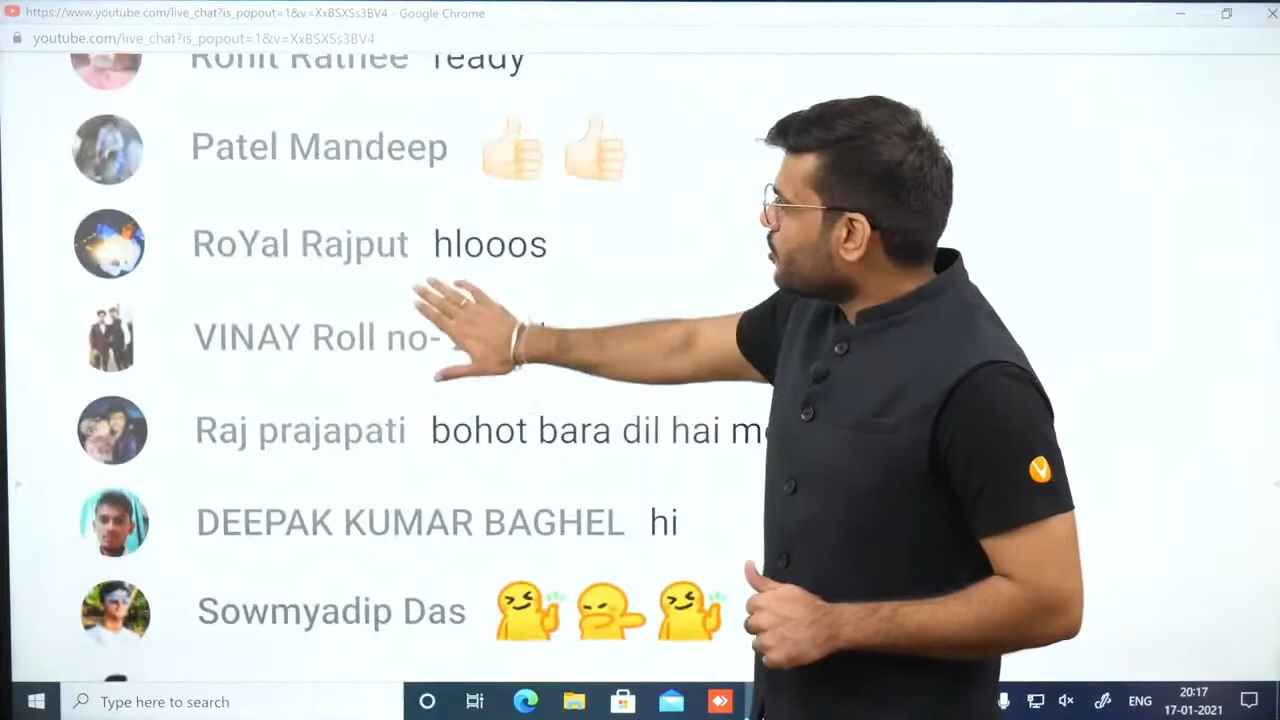 https://www.youtube.com/live_chat?is_popout=1&v=XxBSXSs3BV4 - Google Chrome
youtube.com/live_chat?is_popout=1&v=XxBSXSs3BV4
Rohit Rathee ready
Patel Mandeep
RoYal Rajput hlooos
VINAY Roll no-
Raj prajapati bohot bara dil hai
DEEPAK KUMAR BAGHEL hi
Sowmyadip Das
Type here to search
ENG
20:17
17-01-2021